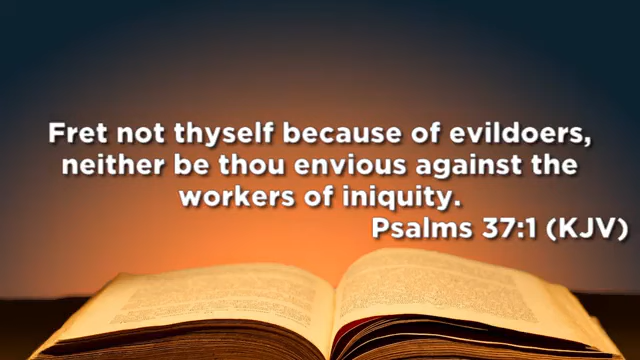 Fret not thyself because of evildoers,
neither be thou envious against the
workers of iniquity.
Psalms 37:1 (KJV)